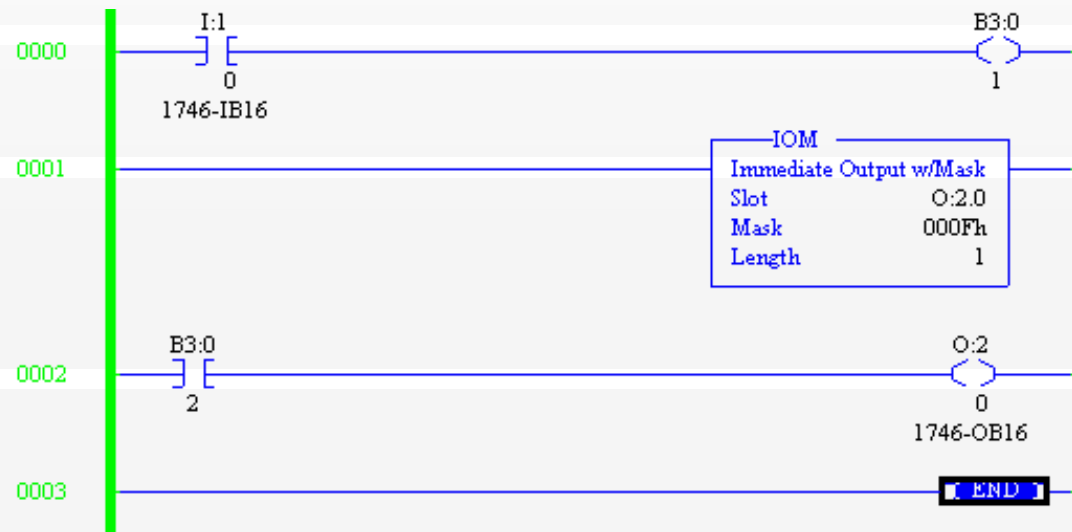 I:1 B3:0
0000
0 1
1746-IB16
IOM
0001 Immediate Output w/Mask
Slot O:2.0
Mask 000Fh
Length 1
B3:0 O:2
0002
2 0
1746-OB16
0003 END